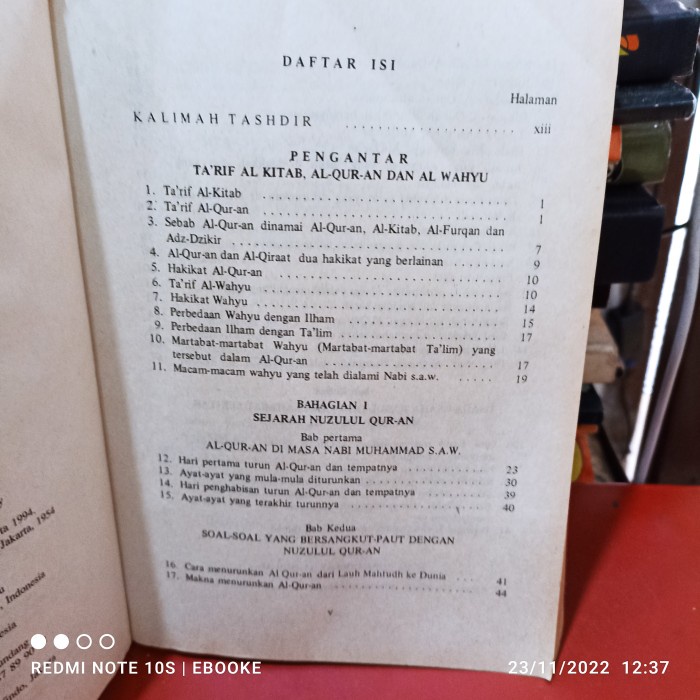 DAFTAR ISI
Halaman
KALIMAH TASHDIR .................... xiii
PENGANTAR
TA'RIF AL KITAB, AL-QUR-AN DAN AL WAHYU
1. Ta'rif Al-Kitab .................... 1
2. Ta'rif Al-Qur-an .................... 1
3. Sebab Al-Qur-an dinamai Al-Qur-an, Al-Kitab, Al-Furqan dan
Adz-Dzikir .................... 7
4. Al-Qur-an dan Al-Qiraat dua hakikat yang berlainan ....... 9
5. Hakikat Al-Qur-an .................... 10
6. Ta'rif Al-Wahyu .................... 10
7. Hakikat Wahyu .................... 14
8. Perbedaan Wahyu dengan Ilham .................... 15
9. Perbedaan Ilham dengan Ta'lim .................... 17
10. Martabat-martabat Wahyu (Martabat-martabat Ta'lim) yang
tersebut dalam Al-Qur-an .................... 17
11. Macam-macam wahyu yang telah dialami Nabi s.a.w. ..... 19
BAHAGIAN I
SEJARAH NUZULUL QUR-AN
Bab pertama
AL-QUR-AN DI MASA NABI MUHAMMAD S.A.W.
12. Hari pertama turun Al-Qur-an dan tempatnya .......... 23
13. Ayat-ayat yang mula-mula diturunkan .......... 30
14. Hari penghabisan turun Al-Qur-an dan tempatnya .......... 39
15. Ayat-ayat yang terakhir turunnya .......... 40
Bab Kedua
SOAL-SOAL YANG BERSANGKUT-PAUT DENGAN
NUZULUL QUR-AN
16. Cara menurunkan Al Qur-an dari Lauh Mahfudh ke Dunia ... 41
17. Makna menurunkan Al-Qur-an .................... 44
v
ta 1994.
Jakarta, 1954
Indonesia
REDMI NOTE 10S | EBOOKE
23/11/2022 12:37